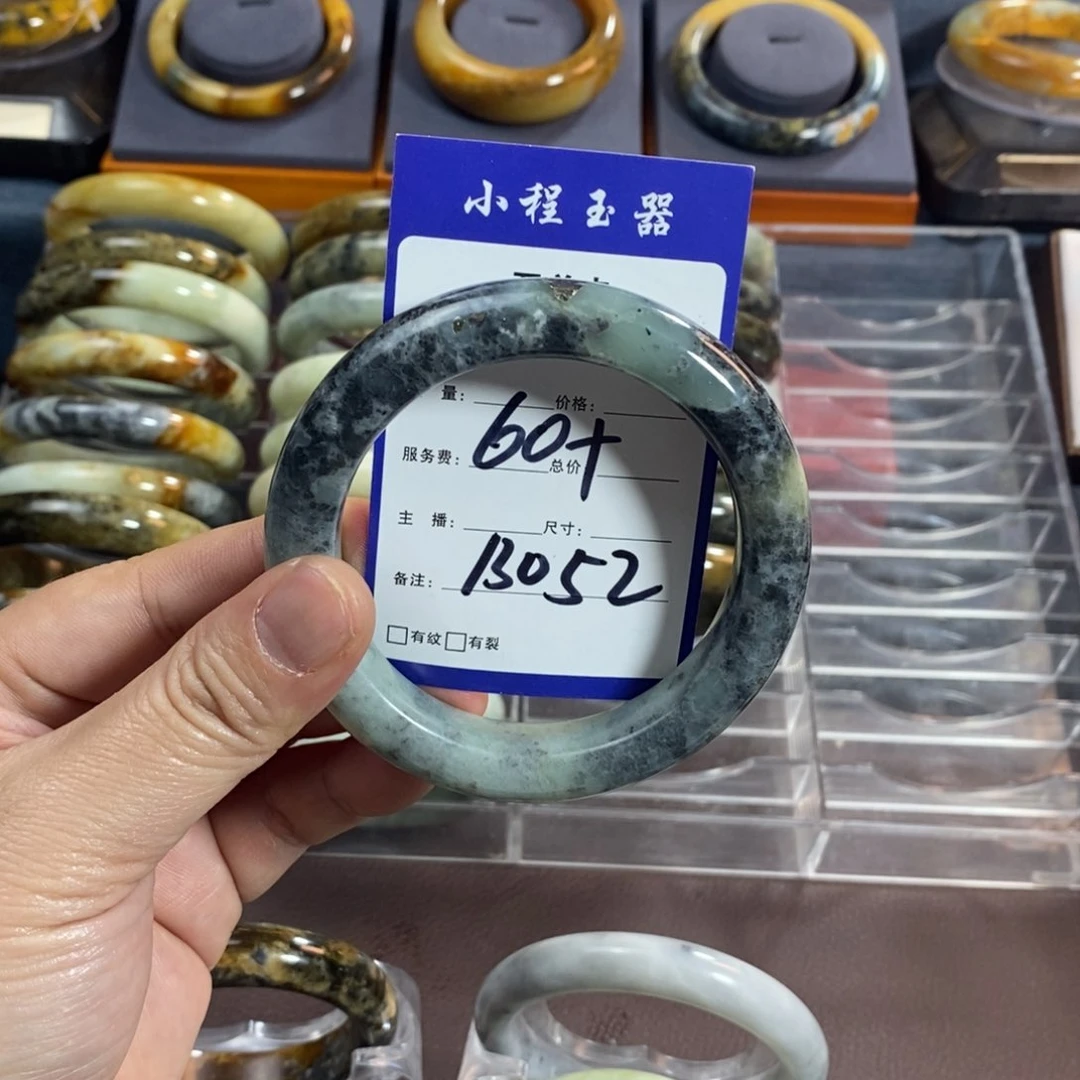 小程玉器
量: 价格:
60+
服务费: 总价
主 播: 尺寸:
B052
备注:
□有纹□有裂